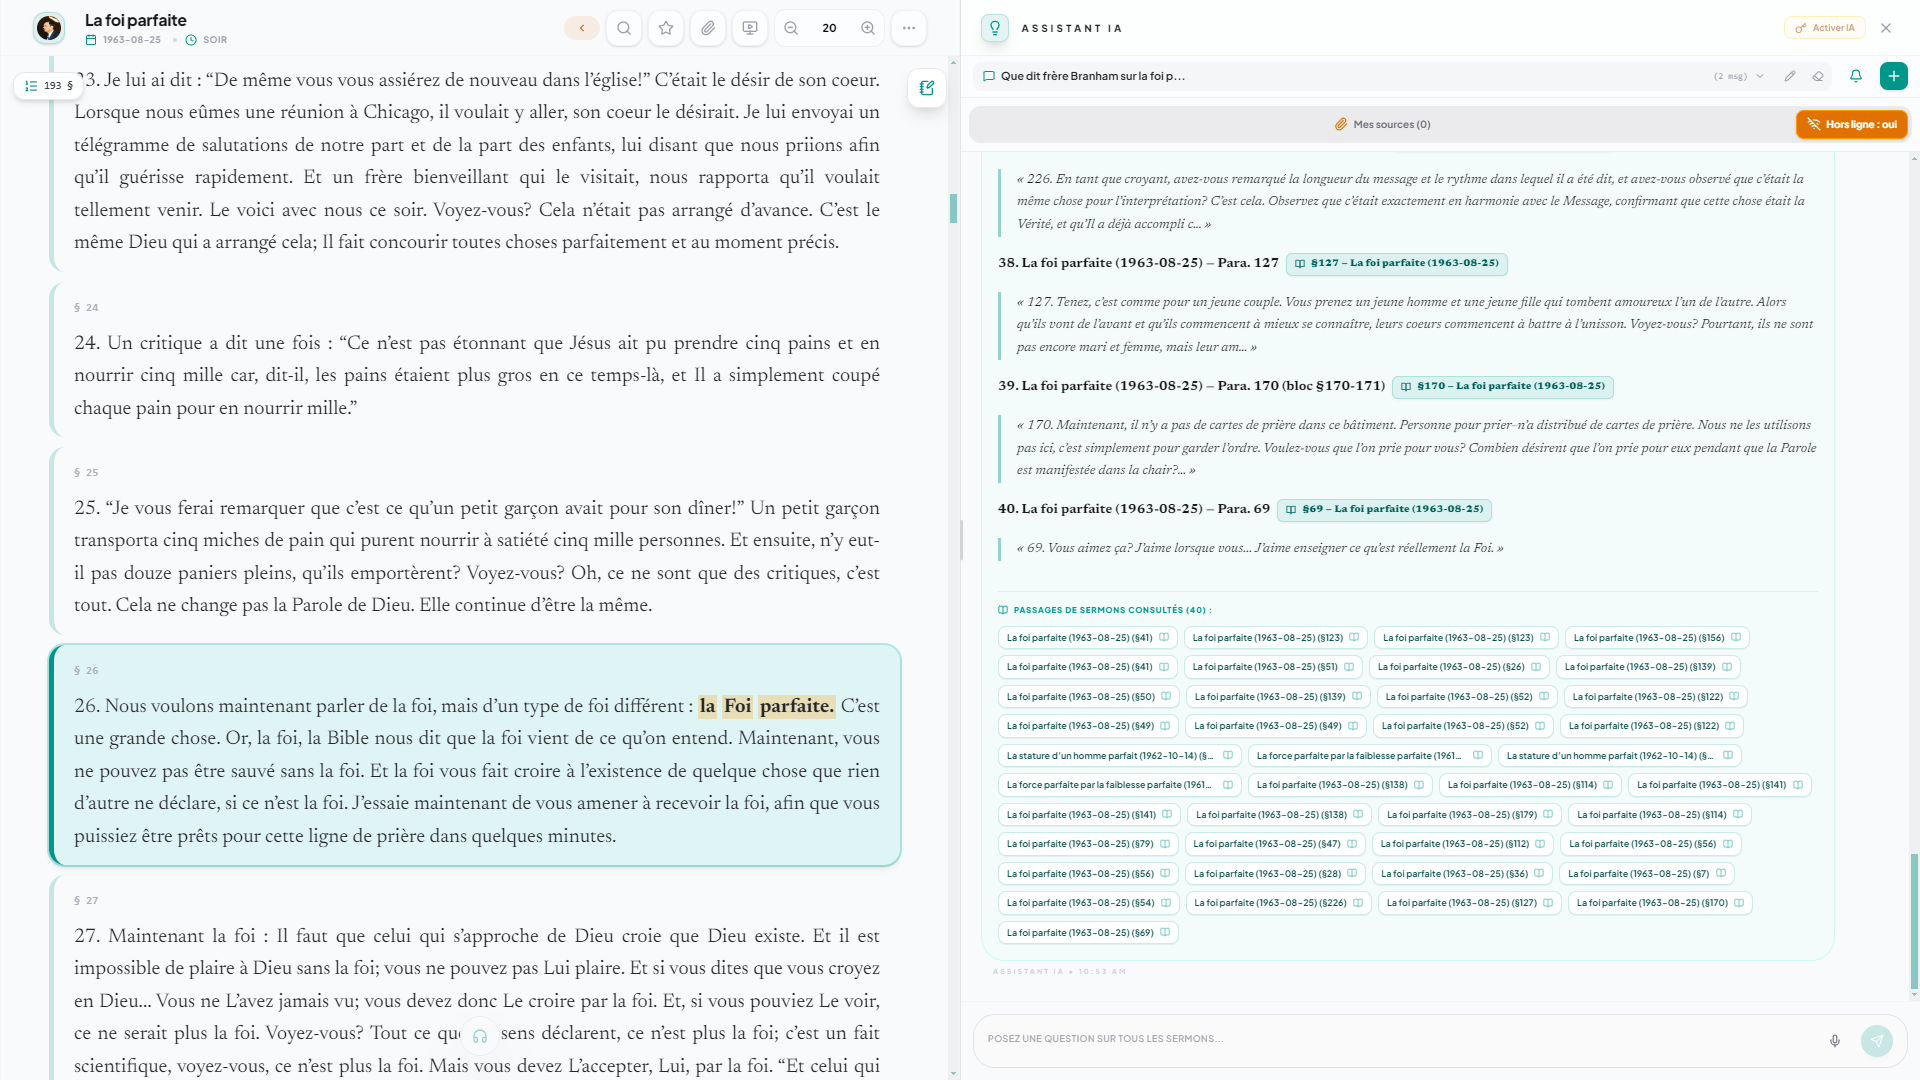 La foi parfaite
1963-08-25 • SOIR
20
193 §
23. Je lui ai dit : “De même vous vous assiérez de nouveau dans l’église!” C’était le désir de son coeur.
Lorsque nous eûmes une réunion à Chicago, il voulait y aller, son coeur le désirait. Je lui envoyai un
télégramme de salutations de notre part et de la part des enfants, lui disant que nous priions afin
qu’il guérisse rapidement. Et un frère bienveillant qui le visitait, nous rapporta qu’il voulait
tellement venir. Le voici avec nous ce soir. Voyez-vous? Cela n’était pas arrangé d’avance. C’est le
même Dieu qui a arrangé cela; Il fait concourir toutes choses parfaitement et au moment précis.
§ 24
24. Un critique a dit une fois : “Ce n’est pas étonnant que Jésus ait pu prendre cinq pains et en
nourrir cinq mille car, dit-il, les pains étaient plus gros en ce temps-là, et Il a simplement coupé
chaque pain pour en nourrir mille.”
§ 25
25. “Je vous ferai remarquer que c’est ce qu’un petit garçon avait pour son dîner!” Un petit garçon
transporta cinq miches de pain qui purent nourrir à satiété cinq mille personnes. Et ensuite, n’y eut-
il pas douze paniers pleins, qu’ils emportèrent? Voyez-vous? Oh, ce ne sont que des critiques, c’est
tout. Cela ne change pas la Parole de Dieu. Elle continue d’être la même.
§ 26
26. Nous voulons maintenant parler de la foi, mais d’un type de foi différent : la Foi parfaite. C’est
une grande chose. Or, la foi, la Bible nous dit que la foi vient de ce qu’on entend. Maintenant, vous
ne pouvez pas être sauvé sans la foi. Et la foi vous fait croire à l’existence de quelque chose que rien
d’autre ne déclare, si ce n’est la foi. J’essaie maintenant de vous amener à recevoir la foi, afin que vous
puissiez être prêts pour cette ligne de prière dans quelques minutes.
§ 27
27. Maintenant la foi : Il faut que celui qui s’approche de Dieu croie que Dieu existe. Et il est
impossible de plaire à Dieu sans la foi; vous ne pouvez pas Lui plaire. Et si vous dites que vous croyez
en Dieu... Vous ne L’avez jamais vu; vous devez donc Le croire par la foi. Et, si vous pouviez Le voir,
ce ne serait plus la foi. Voyez-vous? Tout ce que sens déclarent, ce n’est plus la foi; c’est un fait
scientifique, voyez-vous, ce n’est plus la foi. Mais vous devez L’accepter, Lui, par la foi. “Et celui qui
ASSISTANT IA
Activer IA
Que dit frère Branham sur la foi p...
(2 msg)
Mes sources (0)
Hors ligne : oui
« 226. En tant que croyant, avez-vous remarqué la longueur du message et le rythme dans lequel il a été dit, et avez-vous observé que c’était la
même chose pour l’interprétation? C’est cela. Observez que c’était exactement en harmonie avec le Message, confirmant que cette chose était la
Vérité, et qu’Il a déjà accompli c... »
38. La foi parfaite (1963-08-25) — Para. 127 §127 – La foi parfaite (1963-08-25)
« 127. Tenez, c’est comme pour un jeune couple. Vous prenez un jeune homme et une jeune fille qui tombent amoureux l’un de l’autre. Alors
qu’ils vont de l’avant et qu’ils commencent à mieux se connaître, leurs coeurs commencent à battre à l’unisson. Voyez-vous? Pourtant, ils ne sont
pas encore mari et femme, mais leur am... »
39. La foi parfaite (1963-08-25) — Para. 170 (bloc §170-171) §170 – La foi parfaite (1963-08-25)
« 170. Maintenant, il n’y a pas de cartes de prière dans ce bâtiment. Personne pour prier–n’a distribué de cartes de prière. Nous ne les utilisons
pas ici, c’est simplement pour garder l’ordre. Voulez-vous que l’on prie pour vous? Combien désirent que l’on prie pour eux pendant que la Parole
est manifestée dans la chair?... »
40. La foi parfaite (1963-08-25) — Para. 69 §69 – La foi parfaite (1963-08-25)
« 69. Vous aimez ça? J’aime lorsque vous... J’aime enseigner ce qu’est réellement la Foi. »
PASSAGES DE SERMONS CONSULTÉS (40) :
La foi parfaite (1963-08-25) (§41) La foi parfaite (1963-08-25) (§123) La foi parfaite (1963-08-25) (§123) La foi parfaite (1963-08-25) (§156)
La foi parfaite (1963-08-25) (§41) La foi parfaite (1963-08-25) (§51) La foi parfaite (1963-08-25) (§26) La foi parfaite (1963-08-25) (§139)
La foi parfaite (1963-08-25) (§50) La foi parfaite (1963-08-25) (§139) La foi parfaite (1963-08-25) (§52) La foi parfaite (1963-08-25) (§122)
La foi parfaite (1963-08-25) (§49) La foi parfaite (1963-08-25) (§49) La foi parfaite (1963-08-25) (§52) La foi parfaite (1963-08-25) (§122)
La stature d’un homme parfait (1962-10-14) (§... La force parfaite par la faiblesse parfaite (1961... La stature d’un homme parfait (1962-10-14) (§...
La force parfaite par la faiblesse parfaite (1961... La foi parfaite (1963-08-25) (§138) La foi parfaite (1963-08-25) (§114) La foi parfaite (1963-08-25) (§141)
La foi parfaite (1963-08-25) (§141) La foi parfaite (1963-08-25) (§138) La foi parfaite (1963-08-25) (§179) La foi parfaite (1963-08-25) (§114)
La foi parfaite (1963-08-25) (§79) La foi parfaite (1963-08-25) (§47) La foi parfaite (1963-08-25) (§112) La foi parfaite (1963-08-25) (§56)
La foi parfaite (1963-08-25) (§56) La foi parfaite (1963-08-25) (§28) La foi parfaite (1963-08-25) (§36) La foi parfaite (1963-08-25) (§7)
La foi parfaite (1963-08-25) (§54) La foi parfaite (1963-08-25) (§226) La foi parfaite (1963-08-25) (§127) La foi parfaite (1963-08-25) (§170)
La foi parfaite (1963-08-25) (§69)
ASSISTANT IA • 10:53 AM
POSEZ UNE QUESTION SUR TOUS LES SERMONS...